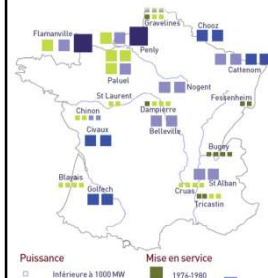 Gravelines
Chooz
Flamanville
Penly
Paluel
Cattenom
Nogent
Fessenheim
St Laurent
Dampierre
Chinon
Belleville
Civaux
Bugey
St Alban
Blayais
Golfech
Cruas
Tricastin
Puissance
Mise en service
Inférieure à 1000 MW
1976-1980